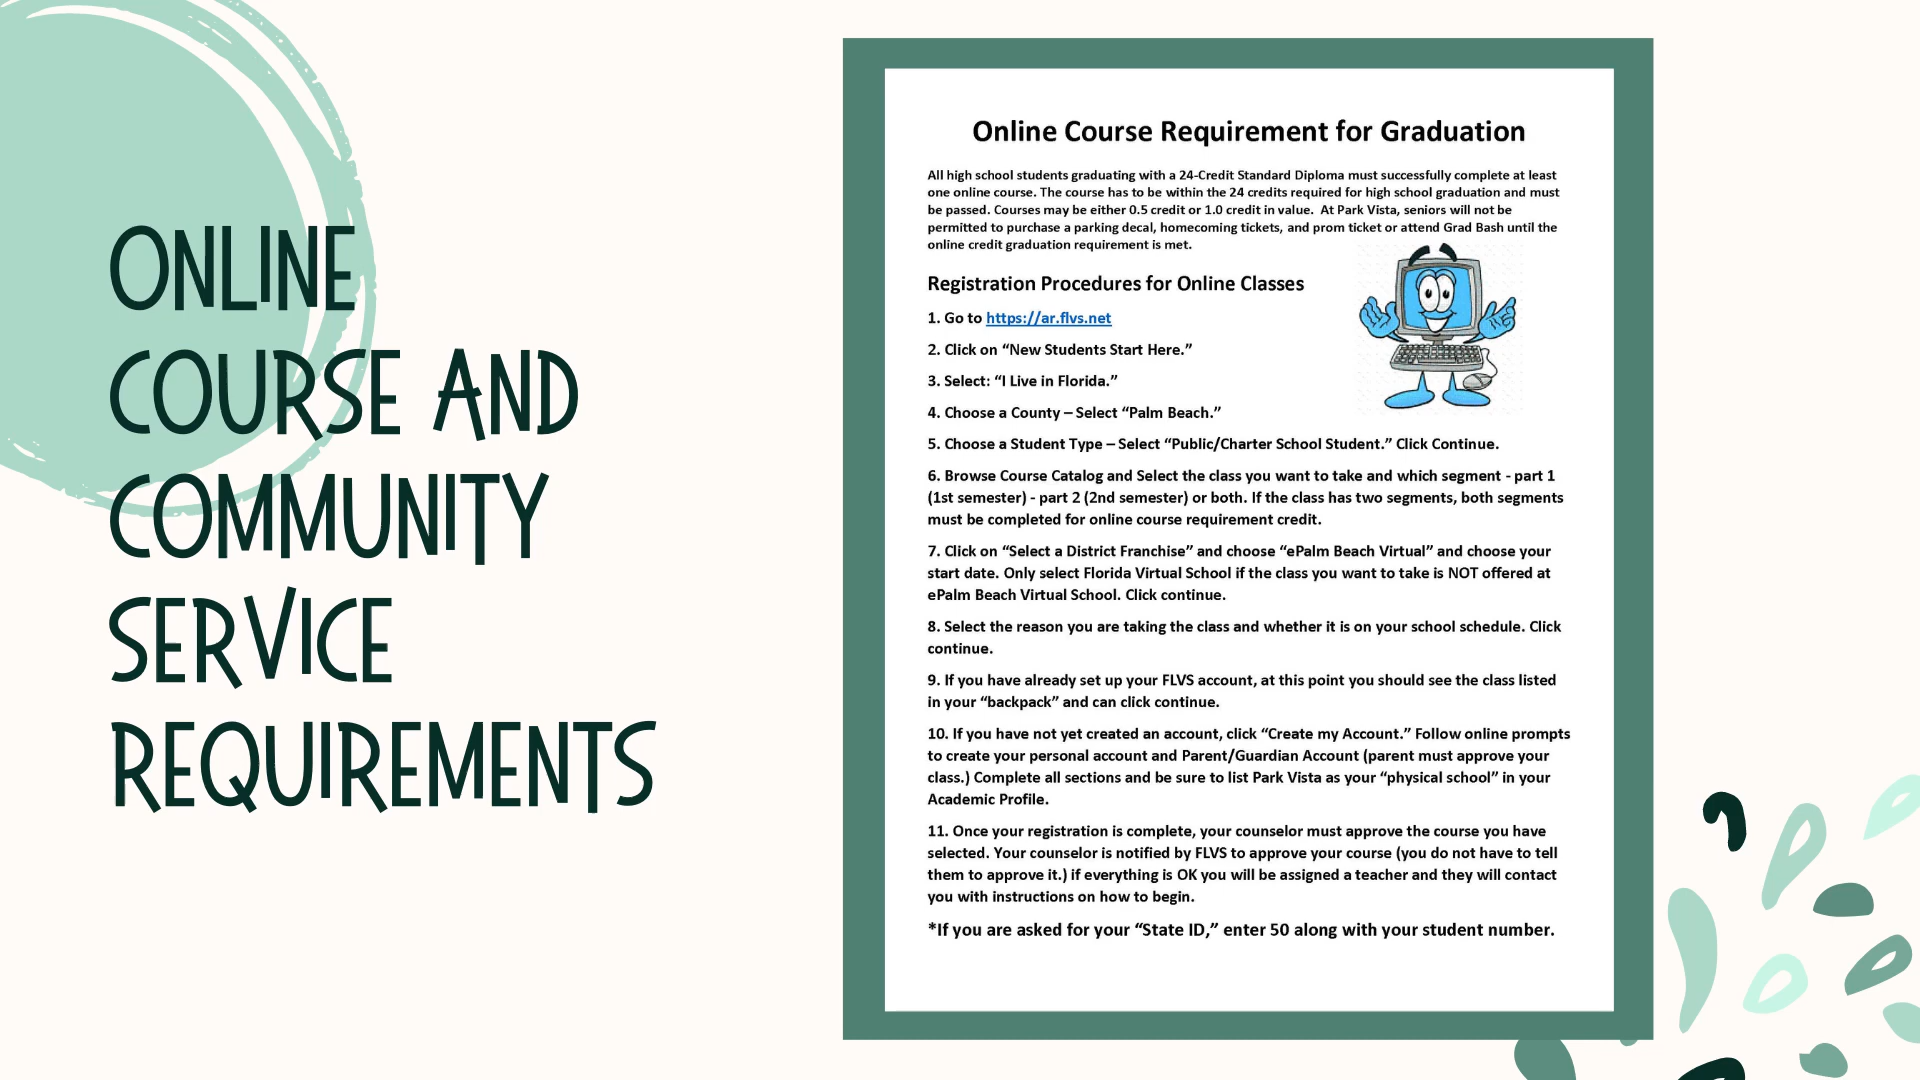 ONLINE
COURSE AND
COMMUNITY
SERVICE
REQUIREMENTS
Online Course Requirement for Graduation
All high school students graduating with a 24-Credit Standard Diploma must successfully complete at least
one online course. The course has to be within the 24 credits required for high school graduation and must
be passed. Courses may be either 0.5 credit or 1.0 credit in value.  At Park Vista, seniors will not be
permitted to purchase a parking decal, homecoming tickets, and prom ticket or attend Grad Bash until the
online credit graduation requirement is met.
Registration Procedures for Online Classes
1. Go to https://ar.flvs.net
2. Click on “New Students Start Here.”
3. Select: “I Live in Florida.”
4. Choose a County – Select “Palm Beach.”
5. Choose a Student Type – Select “Public/Charter School Student.” Click Continue.
6. Browse Course Catalog and Select the class you want to take and which segment - part 1
(1st semester) - part 2 (2nd semester) or both. If the class has two segments, both segments
must be completed for online course requirement credit.
7. Click on “Select a District Franchise” and choose “ePalm Beach Virtual” and choose your
start date. Only select Florida Virtual School if the class you want to take is NOT offered at
ePalm Beach Virtual School. Click continue.
8. Select the reason you are taking the class and whether it is on your school schedule. Click
continue.
9. If you have already set up your FLVS account, at this point you should see the class listed
in your “backpack” and can click continue.
10. If you have not yet created an account, click “Create my Account.” Follow online prompts
to create your personal account and Parent/Guardian Account (parent must approve your
class.) Complete all sections and be sure to list Park Vista as your “physical school” in your
Academic Profile.
11. Once your registration is complete, your counselor must approve the course you have
selected. Your counselor is notified by FLVS to approve your course (you do not have to tell
them to approve it.) if everything is OK you will be assigned a teacher and they will contact
you with instructions on how to begin.
*If you are asked for your “State ID,” enter 50 along with your student number.